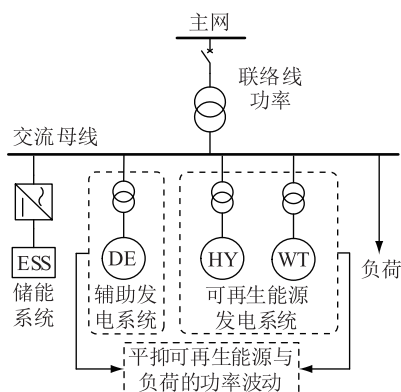 主网
联络线
功率
交流母线
ESS
储能
系统
DE
辅助发
电系统
HY
WT
可再生能源
发电系统
负荷
平抑可再生能源与
负荷的功率波动